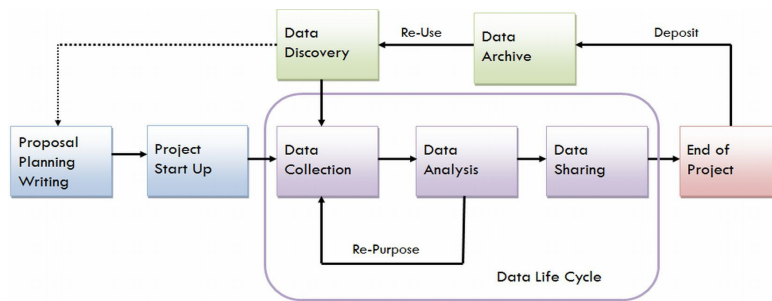 Data
Discovery
Re-Use
Data
Archive
Deposit
Proposal
Planning
Writing
Project
Start Up
Data
Collection
Data
Analysis
Data
Sharing
End of
Project
Re-Purpose
Data Life Cycle